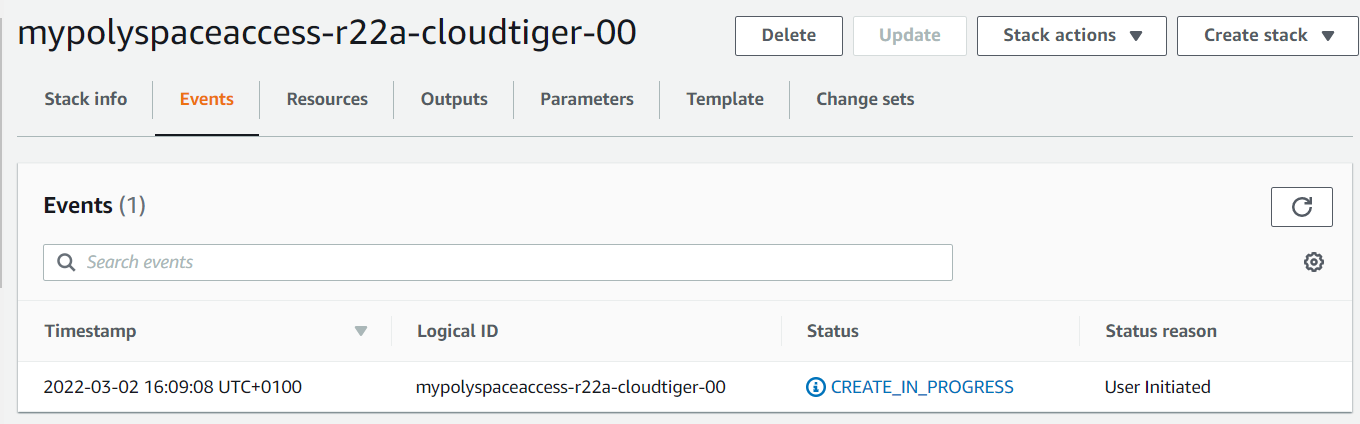 mypolyspaceaccess-r22a-cloudtiger-00 Delete Update Stack actions Create stack
Stack info Events Resources Outputs Parameters Template Change sets
Events (1)
Search events
Timestamp Logical ID Status Status reason
2022-03-02 16:09:08 UTC+0100 mypolyspaceaccess-r22a-cloudtiger-00 CREATE_IN_PROGRESS User Initiated